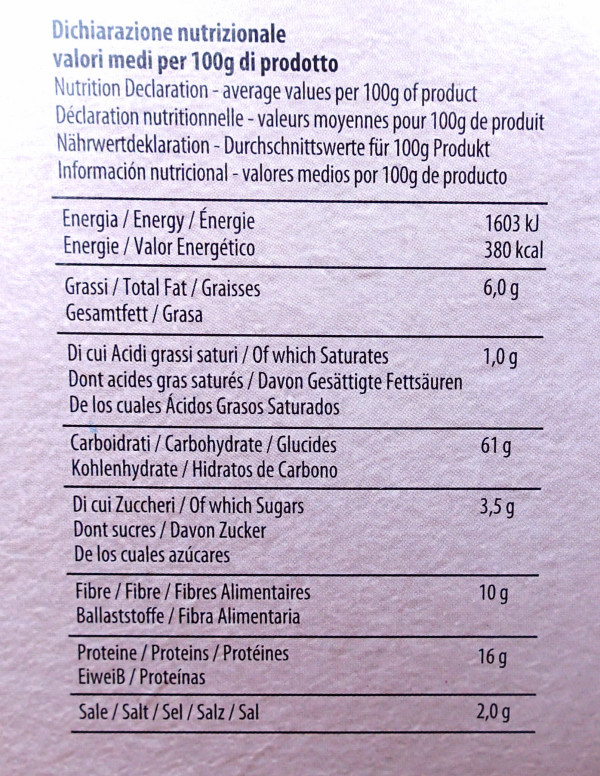 Dichiarazione nutrizionale
valori medi per 100g di prodotto
Nutrition Declaration - average values per 100g of product
Déclaration nutritionnelle - valeurs moyennes pour 100g de produit
Nährwertdeklaration - Durchschnittswerte für 100g Produkt
Información nutricional - valores medios por 100g de producto
Energia / Energy / Énergie 1603 kJ
Energie / Valor Energético 380 kcal
Grassi / Total Fat / Graisses 6,0 g
Gesamtfett / Grasa
Di cui Acidi grassi saturi / Of which Saturates 1,0 g
Dont acides gras saturés / Davon Gesättigte Fettsäuren
De los cuales Ácidos Grasos Saturados
Carboidrati / Carbohydrate / Glucides 61 g
Kohlenhydrate / Hidratos de Carbono
Di cui Zuccheri / Of which Sugars 3,5 g
Dont sucres / Davon Zucker
De los cuales azúcares
Fibre / Fibre / Fibres Alimentaires 10 g
Ballaststoffe / Fibra Alimentaria
Proteine / Proteins / Protéines 16 g
EiweiB / Proteínas
Sale / Salt / Sel / Salz / Sal 2,0 g